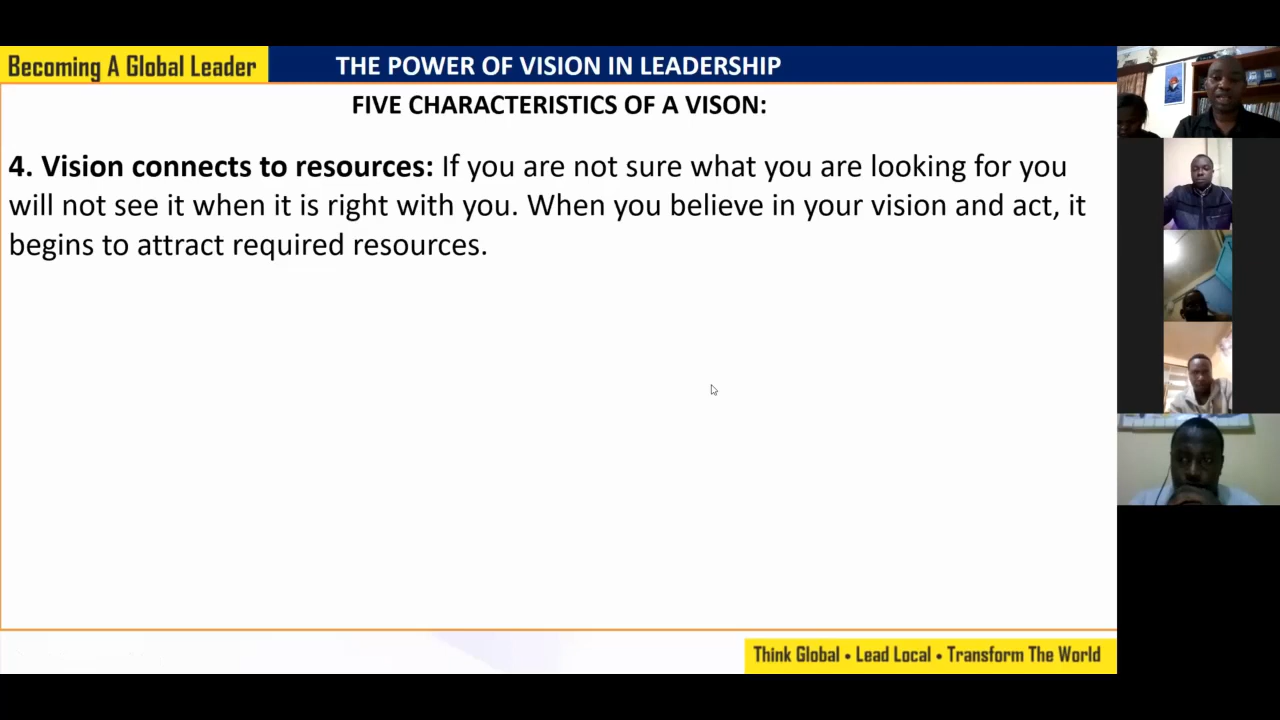 Becoming A Global Leader
THE POWER OF VISION IN LEADERSHIP
FIVE CHARACTERISTICS OF A VISON:
4. Vision connects to resources: If you are not sure what you are looking for you
will not see it when it is right with you. When you believe in your vision and act, it
begins to attract required resources.
Think Global • Lead Local • Transform The World